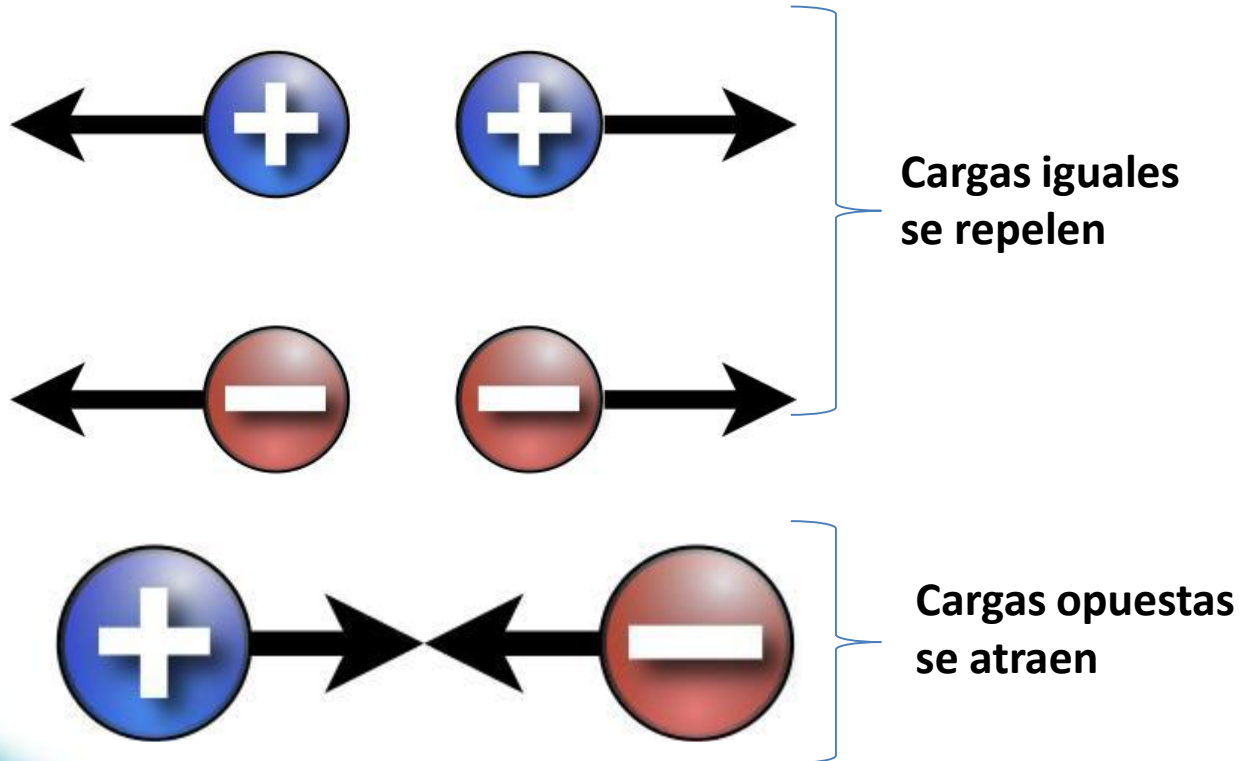 + +
Cargas iguales
se repelen
− −
+ −
Cargas opuestas
se atraen